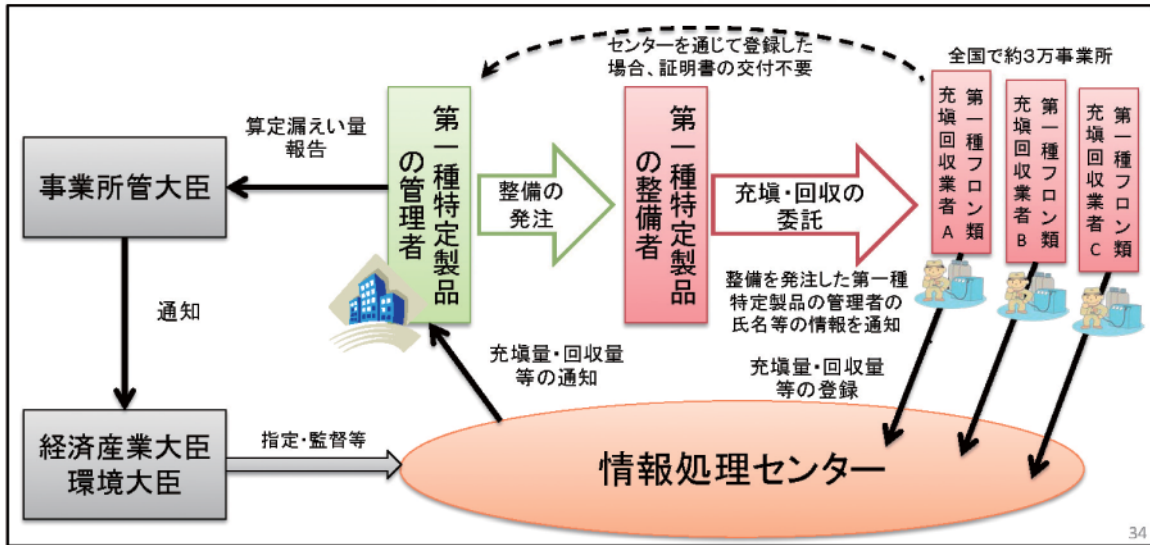 センターを通じて登録した
場合、証明書の交付不要
全国で約3万事業所
算定漏えい量
報告
事業所管大臣
第一種特定製品
の管理者
整備の
発注
第一種特定製品
の整備者
充塡・回収の
委託
第一種フロン類
充塡回収業者A
第一種フロン類
充塡回収業者B
第一種フロン類
充塡回収業者C
通知
整備を発注した第一種
特定製品の管理者の
氏名等の情報を通知
充塡量・回収量
等の通知
充塡量・回収量
等の登録
経済産業大臣
環境大臣
指定・監督等
情報処理センター
34